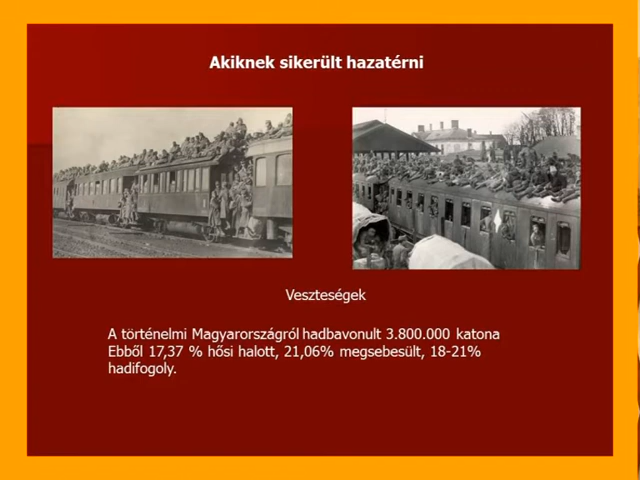 Akiknek sikerült hazatérni
Veszteségek
A történelmi Magyarországról hadbavonult 3.800.000 katona
Ebből 17,37 % hősi halott, 21,06% megsebesült, 18-21%
hadifogoly.